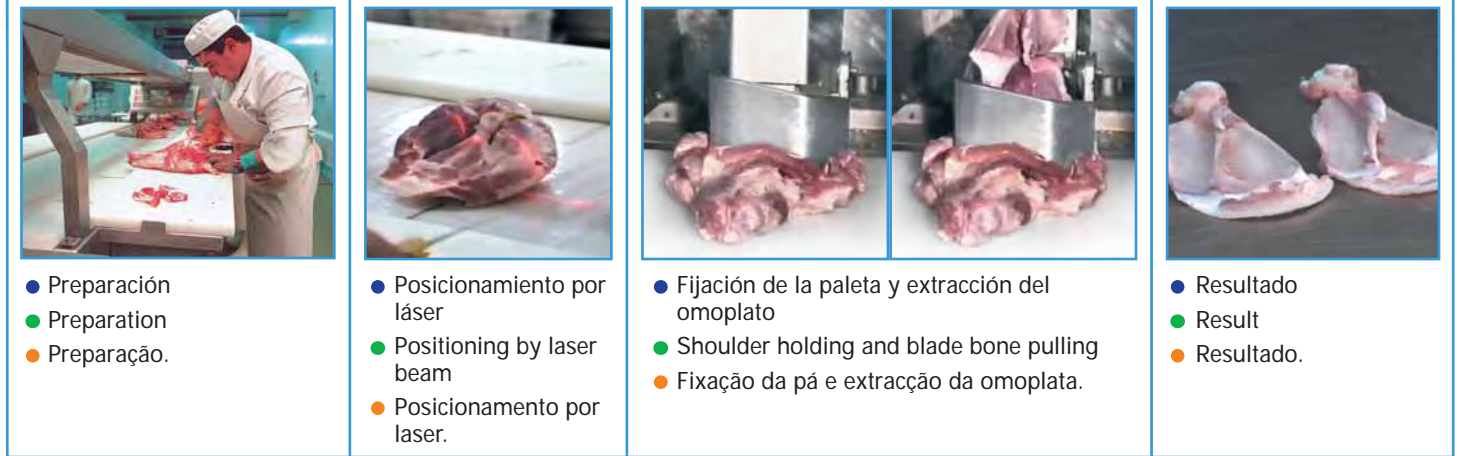 Preparación
Preparation
Preparação.
Posicionamiento por
láser
Positioning by laser
beam
Posicionamento por
laser.
Fijación de la paleta y extracción del
omoplato
Shoulder holding and blade bone pulling
Fixação da pá e extracção da omoplata.
Resultado
Result
Resultado.